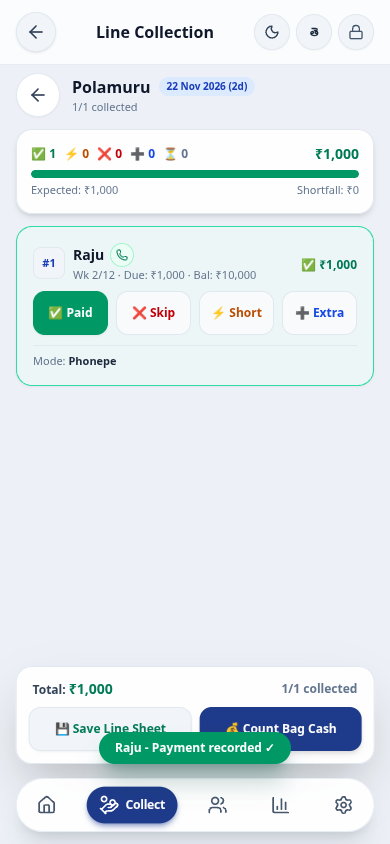 Line Collection
త
Polamuru 22 Nov 2026 (2d)
1/1 collected
✅ 1 ⚡ 0 ❌ 0 ➕ 0 ⏳ 0 ₹1,000
Expected: ₹1,000 Shortfall: ₹0
#1 Raju
Wk 2/12 · Due: ₹1,000 · Bal: ₹10,000
✅ ₹1,000
✅ Paid ❌ Skip ⚡ Short ➕ Extra
Mode: Phonepe
Total: ₹1,000 1/1 collected
💾 Save Line Sheet 💰 Count Bag Cash
Raju - Payment recorded ✓
Collect